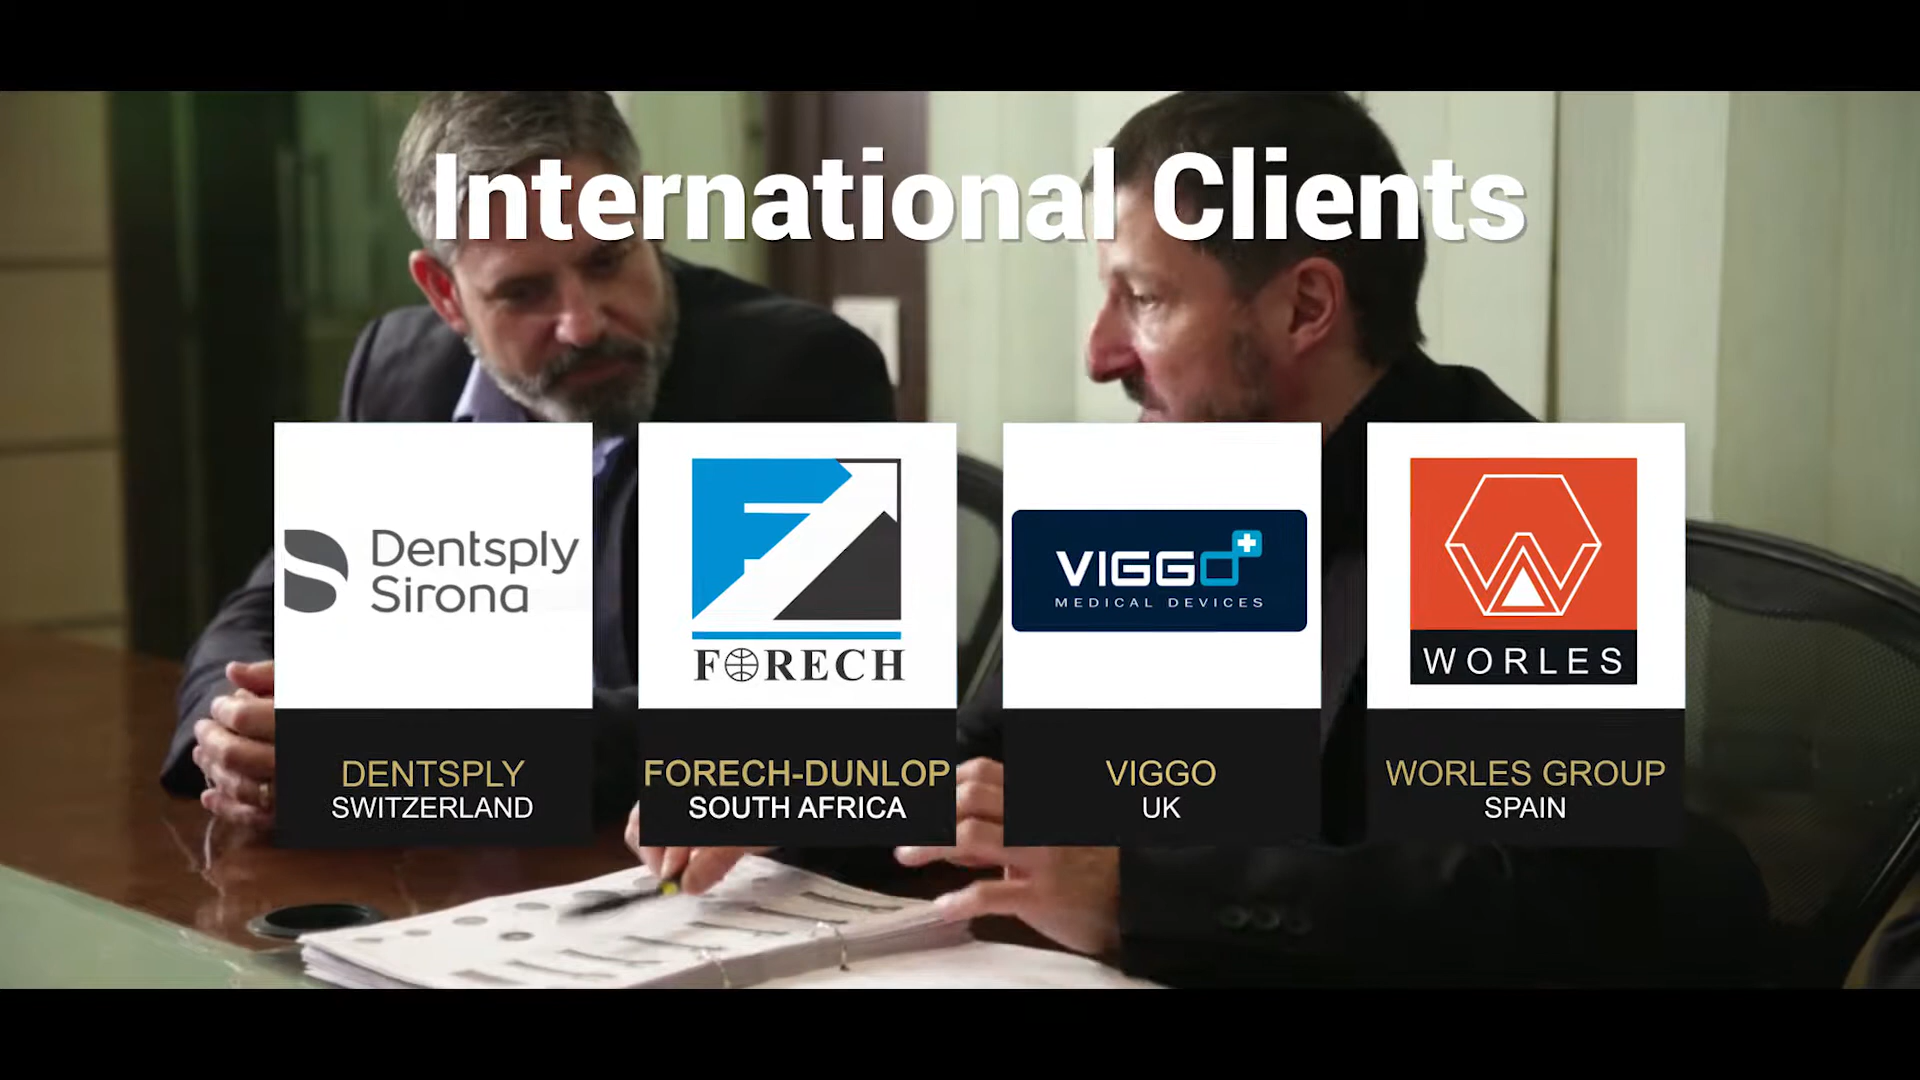 International Clients
Dentsply
Sirona
FORECH
VIGGO
MEDICAL DEVICES
WORLES
DENTSPLY
SWITZERLAND
FORECH-DUNLOP
SOUTH AFRICA
VIGGO
UK
WORLES GROUP
SPAIN